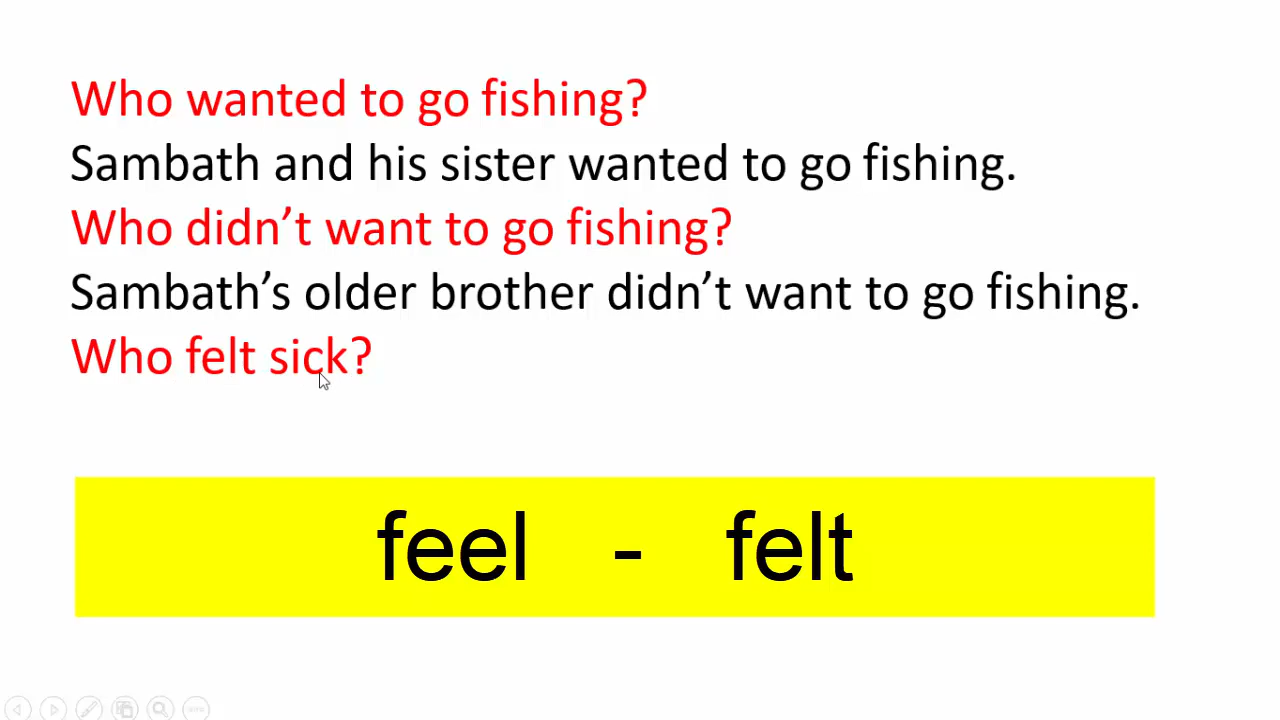 Who wanted to go fishing?
Sambath and his sister wanted to go fishing.
Who didn’t want to go fishing?
Sambath’s older brother didn’t want to go fishing.
Who felt sick?
feel - felt